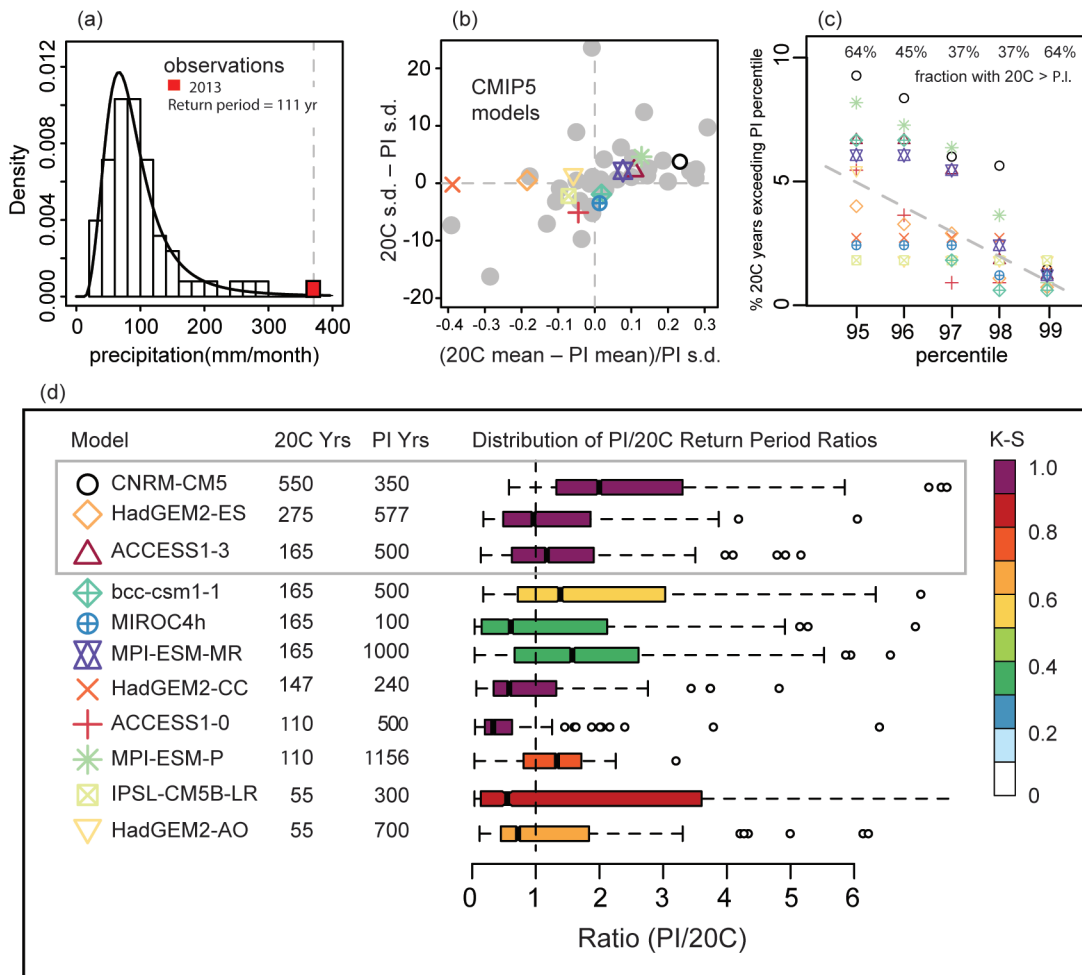 (a)
0.012
0.008
0.004
0.000
Density
observations
2013
Return period = 111 yr
0 200 300 400
precipitation(mm/month)
(b)
20
10
0
-10
-20
20C s.d. – PI s.d.
CMIP5
models
-0.4 -0.3 -0.2 -0.1 0.0 0.1 0.2 0.3
(20C mean – PI mean)/PI s.d.
(c)
10
5
0
% 20C years exceeding PI percentile
64% 45% 37% 37% 64%
fraction with 20C > P.I.
95 96 97 98 99
percentile
(d)
Model 20C Yrs PI Yrs Distribution of PI/20C Return Period Ratios K-S
CNRM-CM5 550 350
HadGEM2-ES 275 577
ACCESS1-3 165 500
bcc-csm1-1 165 500
MIROC4h 165 100
MPI-ESM-MR 165 1000
HadGEM2-CC 147 240
ACCESS1-0 110 500
MPI-ESM-P 110 1156
IPSL-CM5B-LR 55 300
HadGEM2-AO 55 700
1.0
0.8
0.6
0.4
0.2
0
0 1 2 3 4 5 6
Ratio (PI/20C)